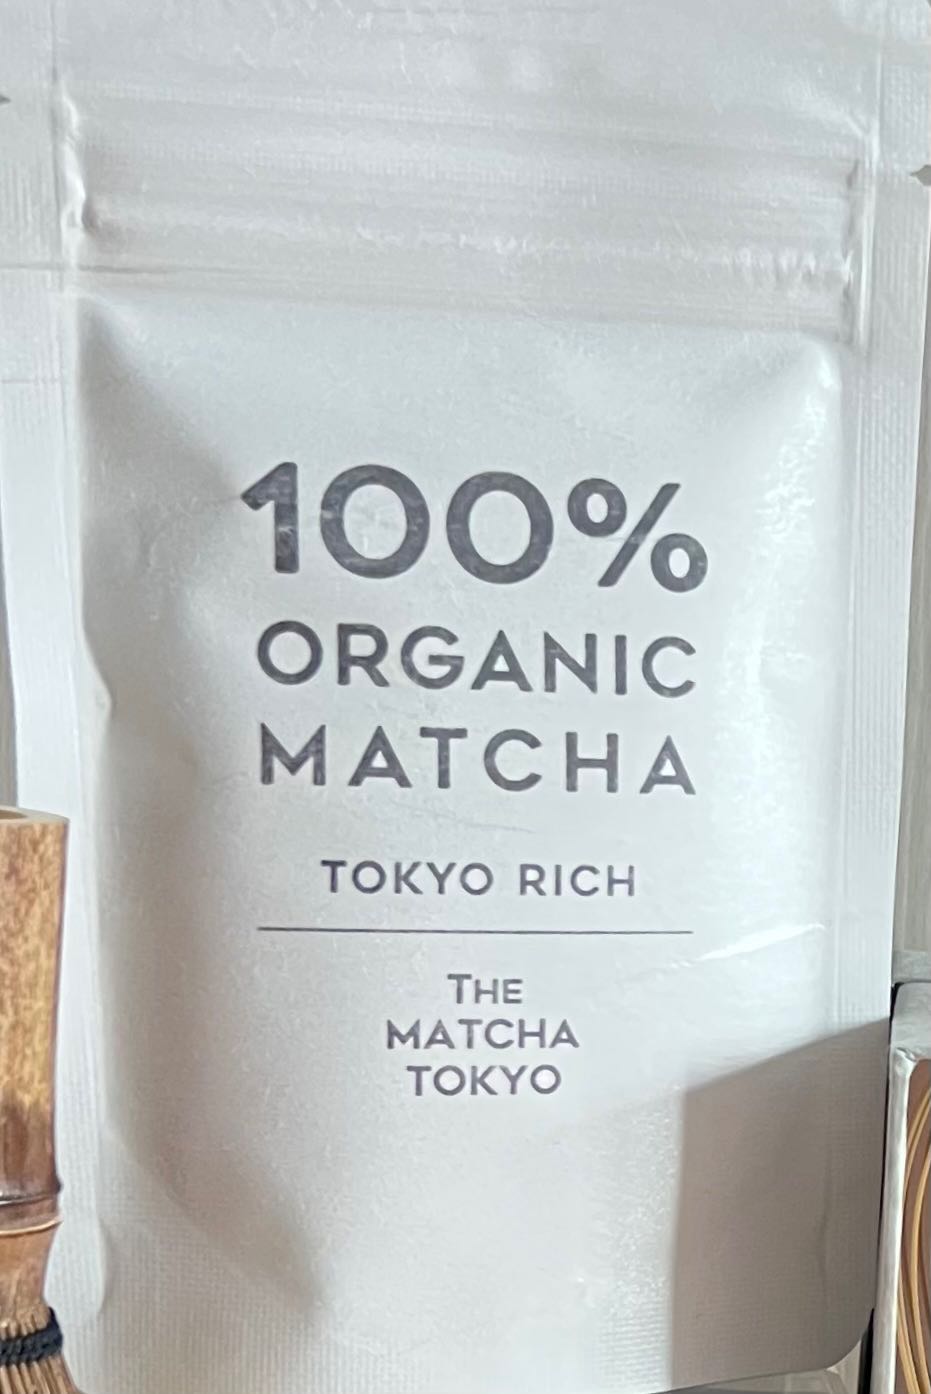 100%
ORGANIC
MATCHA
TOKYO RICH
THE
MATCHA
TOKYO